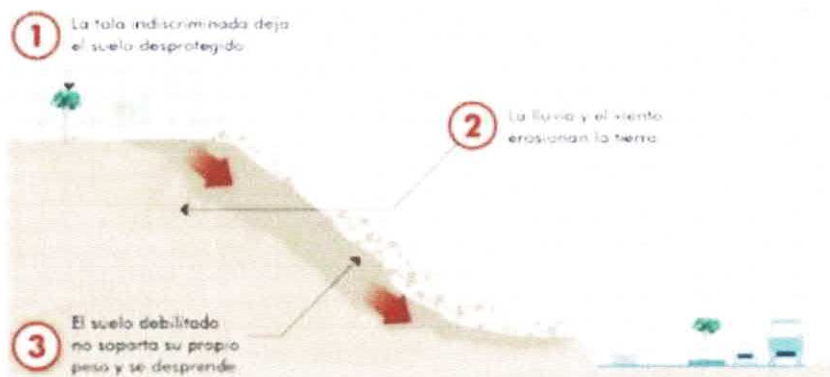 1
La tala indiscriminada deja
el suelo desprotegido
2
La lluvia y el viento
erosionan la tierra
3
El suelo debilitado
no soporta su propio
peso y se desprende